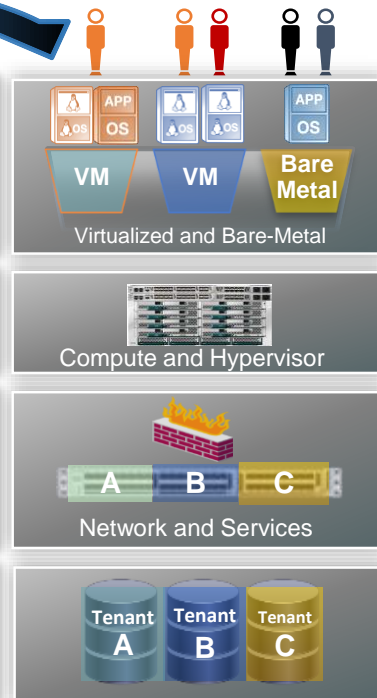 APP
OS OS
OS OS
APP
OS
VM
VM
Bare
Metal
Virtualized and Bare-Metal
Compute and Hypervisor
A B C
Network and Services
Tenant
A
Tenant
B
Tenant
C